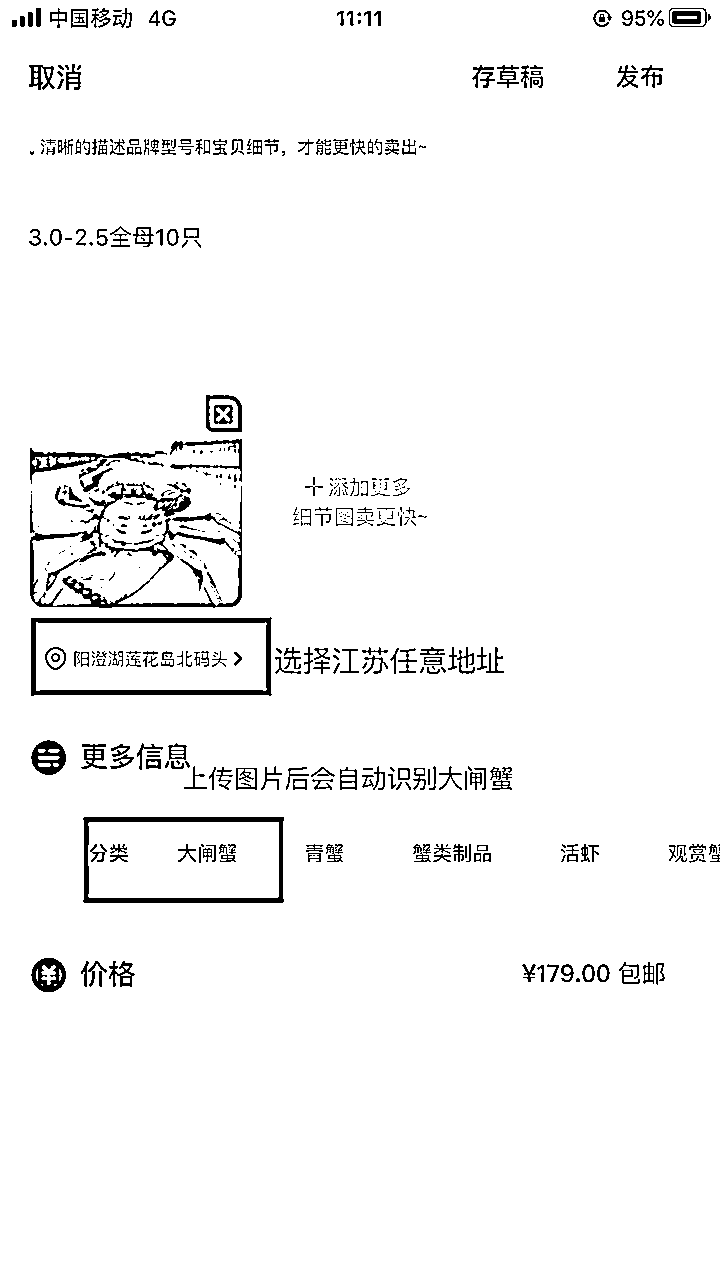 中国移动 4G 11:11 95%
取消 存草稿 发布
清晰的描述品牌型号和宝贝细节，才能更快的卖出~
3.0-2.5全母10只
+添加更多
细节图卖更快~
阳澄湖莲花岛北码头 > 选择江苏任意地址
更多信息
上传图片后会自动识别大闸蟹
分类 大闸蟹 青蟹 蟹类制品 活虾 观赏蟹
价格 ¥179.00 包邮